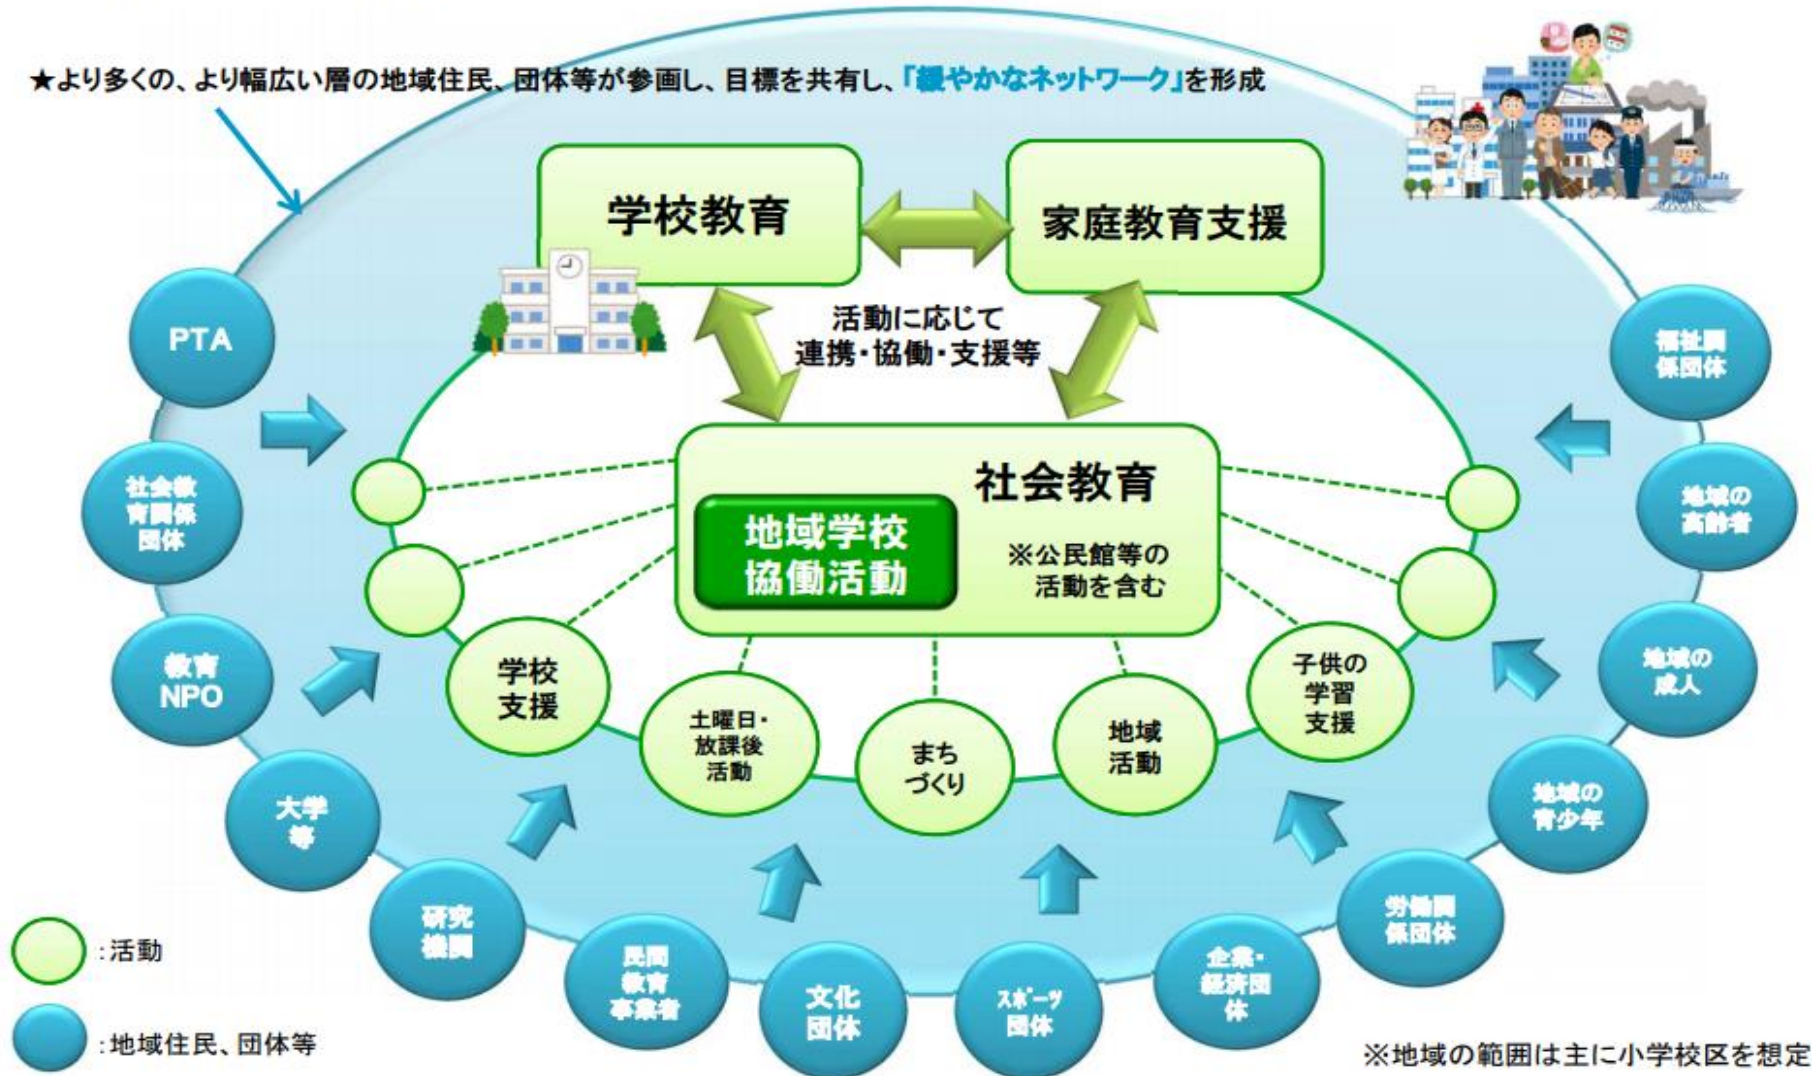 ★より多くの、より幅広い層の地域住民、団体等が参画し、目標を共有し、「緩やかなネットワーク」を形成
学校教育
家庭教育支援
活動に応じて
連携・協働・支援等
社会教育
地域学校
協働活動
※公民館等の
活動を含む
学校
支援
土曜日・
放課後
活動
まち
づくり
地域
活動
子供の
学習
支援
PTA
社会教
育関係
団体
教育
NPO
大学
等
研究
機関
民間
教育
事業者
文化
団体
スポーツ
団体
企業・
経済団
体
労働関
係団体
地域の
青少年
地域の
成人
地域の
高齢者
福祉関
係団体
:活動
:地域住民、団体等
※地域の範囲は主に小学校区を想定